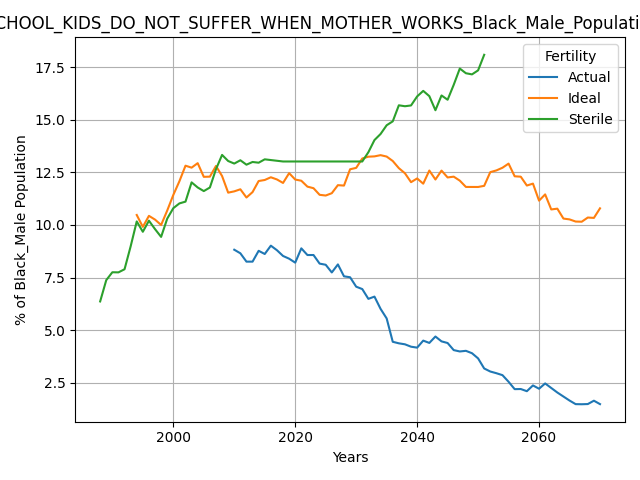 CHOOL_KIDS_DO_NOT_SUFFER_WHEN_MOTHER_WORKS_Black_Male_Populati
Fertility
Actual
Ideal
Sterile
% of Black_Male Population
17.5
15.0
12.5
10.0
7.5
5.0
2.5
2000
2020
2040
2060
Years